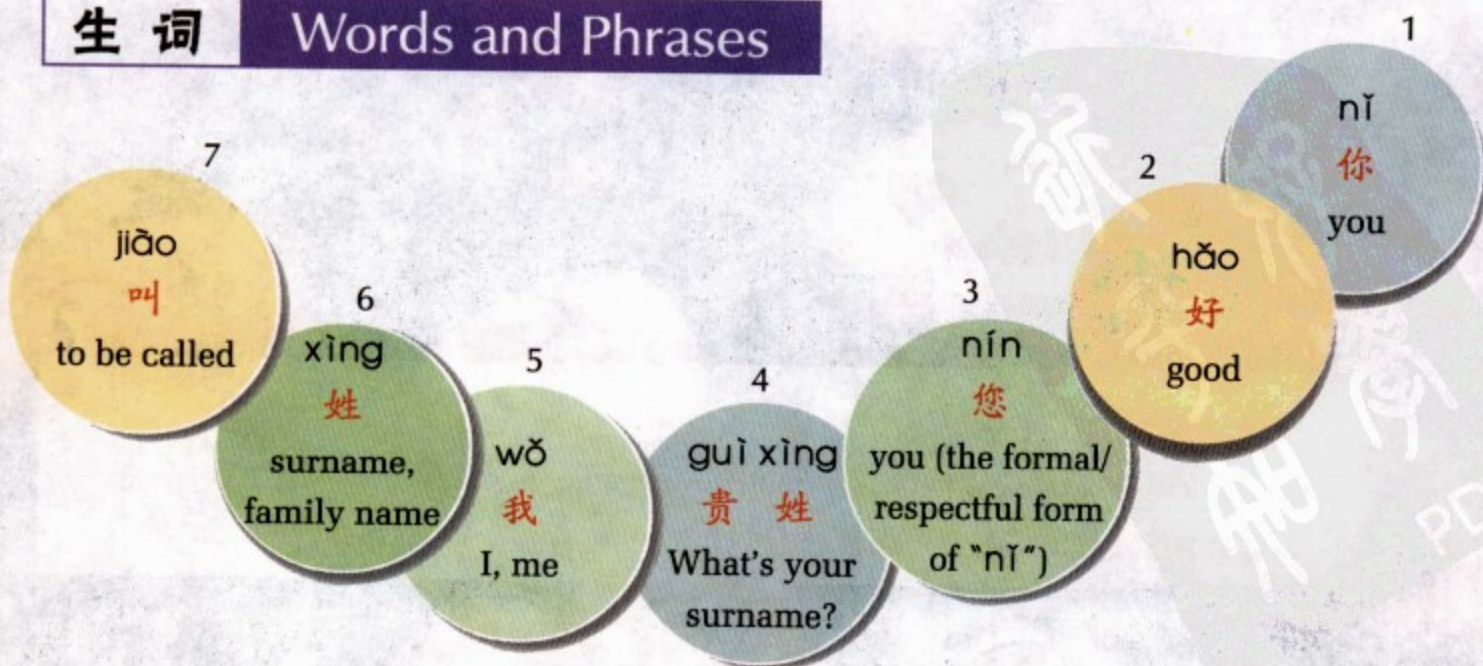 生 词 Words and Phrases
1
nǐ
你
you
2
hǎo
好
good
3
nín
您
you (the formal/
respectful form
of "nǐ")
4
guì xìng
贵 姓
What's your
surname?
5
wǒ
我
I, me
6
xìng
姓
surname,
family name
7
jiào
叫
to be called
PD